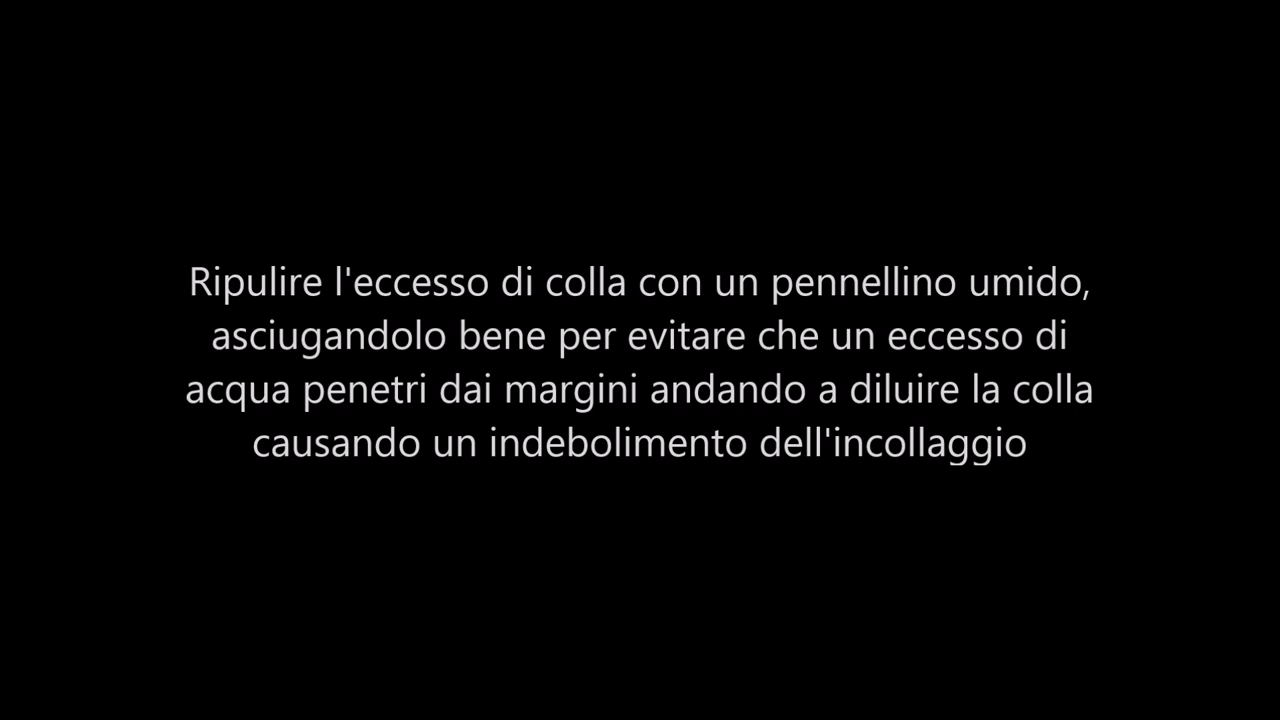 Ripulire l'eccesso di colla con un pennellino umido,
asciugandolo bene per evitare che un eccesso di
acqua penetri dai margini andando a diluire la colla
causando un indebolimento dell'incollaggio